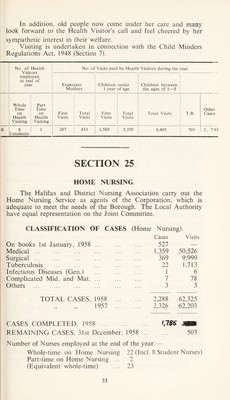 In addition, old people now come under her care and many
look forward to the Health Visitor's call and feel cheered by her
sympathetic interest in their welfare.
Visiting is undertaken in connection with the Child Minders
Regulations Act, 1948 (Section 7).
No of Health Visitors employed at end of year
No. of Visits paid by Health Visitors during the year
Expectant Mothers
Children under 1 year of age
Children between the ages of 1—5
Whole Time on Health Visiting
Part Time on Health Visiting
First Visits
Total Visits
First Visits
Total Visits
Total Visits
T.B.
Other Cases
8 1 287 433 1,560 5,359 6,405 703
2 students
SECTION 25
HOME NURSING.
The Halifax and District Nursing Association carry out the
Home Nursing Service as agents of the Corporation, which is
adequate to meet the needs of the Borough. The Local Authority
have equal representation on the Joint Committee.
CLASSIFICATION OF CASES (Home Nursing).
Cases Visits
On books 1st January, 1958 ... ... ... 527 —
Medical ... ... ... ... ... 1,359 50,526
Surgical ... ... ... ... ... 369 9,999
Tuberculosis ... ... ... ... 22 1,713
Infectious Diseases (Gen.) ... ... ... 1 6
Complicated Mid. and Mat. ... ... ... 7 78
Others ... ... ... ... ... 3 3
TOTAL CASES, 1958 ... ... 2,288 62,325
„ „ 1957 ... ... 2,326 62,203
CASES COMPLETED, 1958 ... ... 1,786
REMAINING CASES, 31st December, 1958 ... ... 503
Number of Nurses employed at the end of the year:—
Whole-time on Home Nursing 22 (Incl. 8 Student Nurses)
Part-time on Home Nursing ... 2
(Equivalent whole-time) ... 23
33